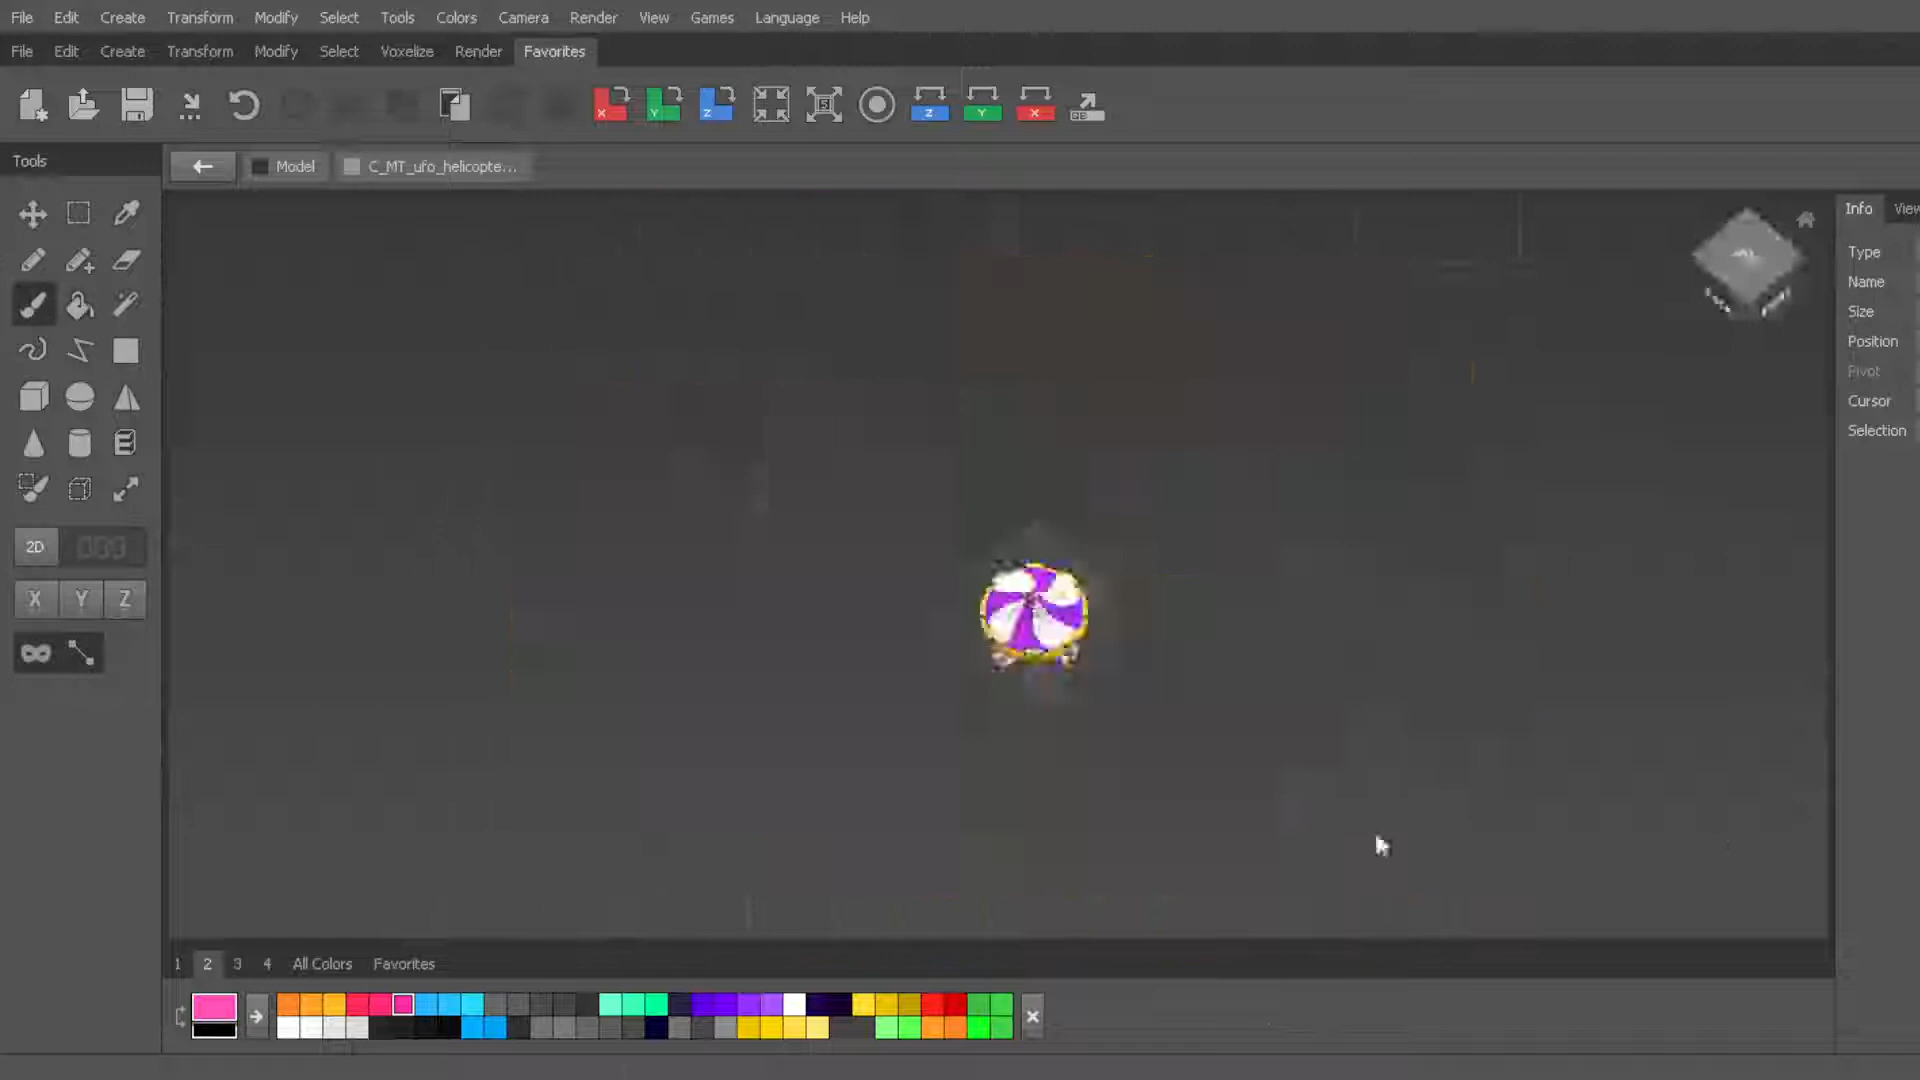 File Edit Create Transform Modify Select Tools Colors Camera Render View Games Language Help
File Edit Create Transform Modify Select Voxelize Render Favorites
X Y Z S Z Y X
Tools
Model C_MT_ufo_helicopte...
Info View
Type
Name
Size
Position
Pivot
Cursor
Selection
2D
X Y Z
1 2 3 4 All Colors Favorites